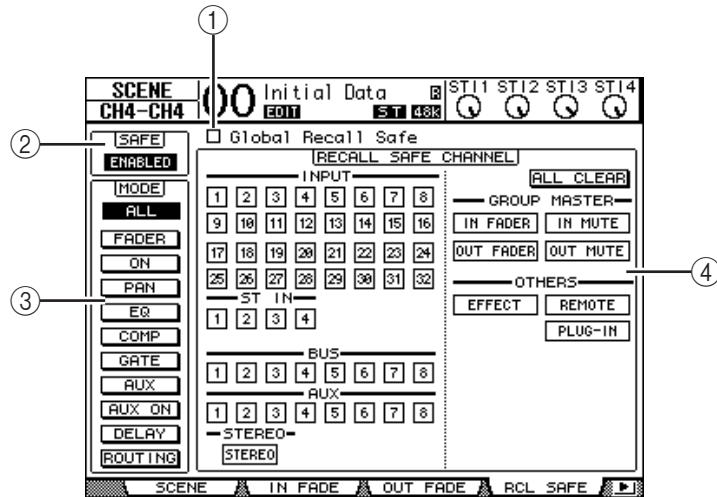 1
SCENE
CH4-CH4
00 Initial Data R
EDIT ST 48K
STI1 STI2 STI3 STI4
2
SAFE
ENABLED
Global Recall Safe
RECALL SAFE CHANNEL
3
MODE
ALL
FADER
ON
PAN
EQ
COMP
GATE
AUX
AUX ON
DELAY
ROUTING
INPUT
1 2 3 4 5 6 7 8
9 10 11 12 13 14 15 16
17 18 19 20 21 22 23 24
25 26 27 28 29 30 31 32
ST IN
1 2 3 4
BUS
1 2 3 4 5 6 7 8
AUX
1 2 3 4 5 6 7 8
STEREO
STEREO
ALL CLEAR
GROUP MASTER
IN FADER IN MUTE
OUT FADER OUT MUTE
4
OTHERS
EFFECT REMOTE
PLUG-IN
SCENE IN FADE OUT FADE RCL SAFE